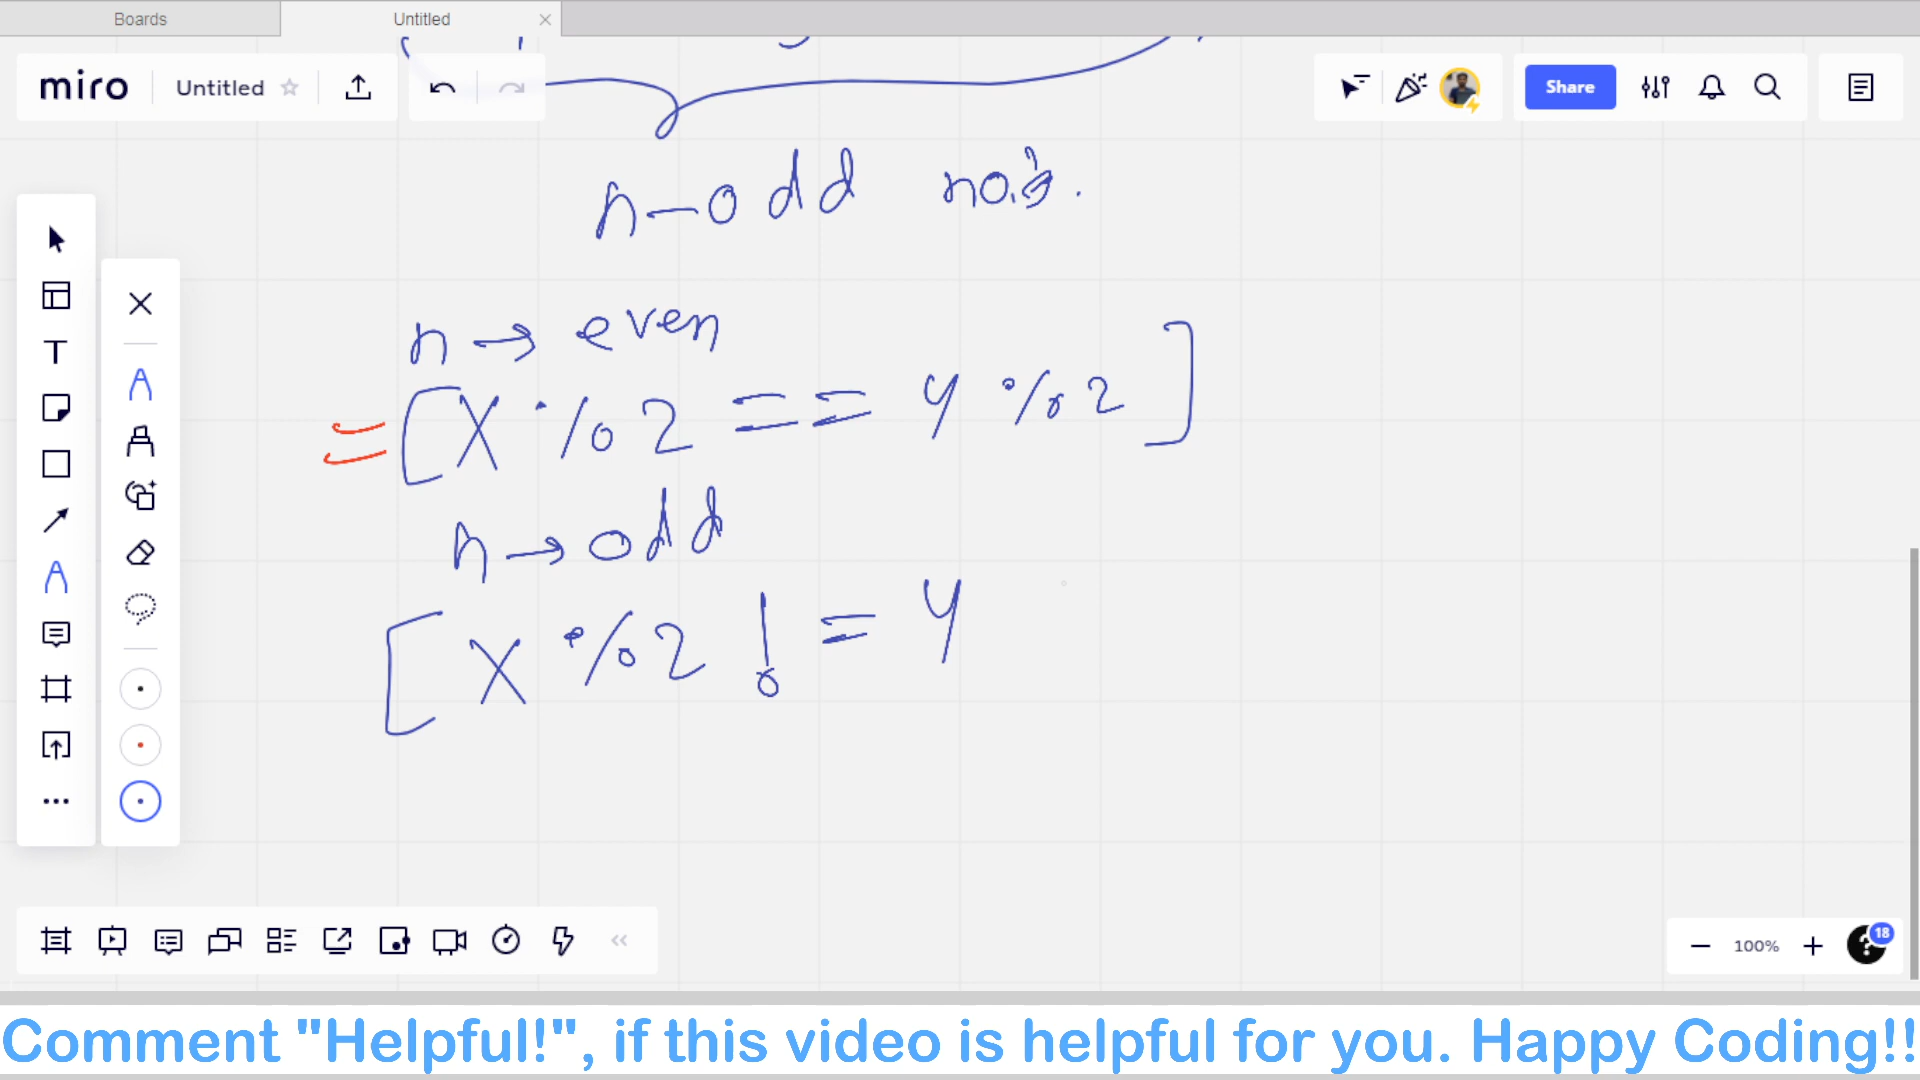 Boards
Untitled
miro
Untitled
Share
n-odd no.s.
n → even
= [X % 2 == y % 2]
n → odd
[X % 2 != y
T
100%
18
Comment "Helpful!", if this video is helpful for you. Happy Coding!!